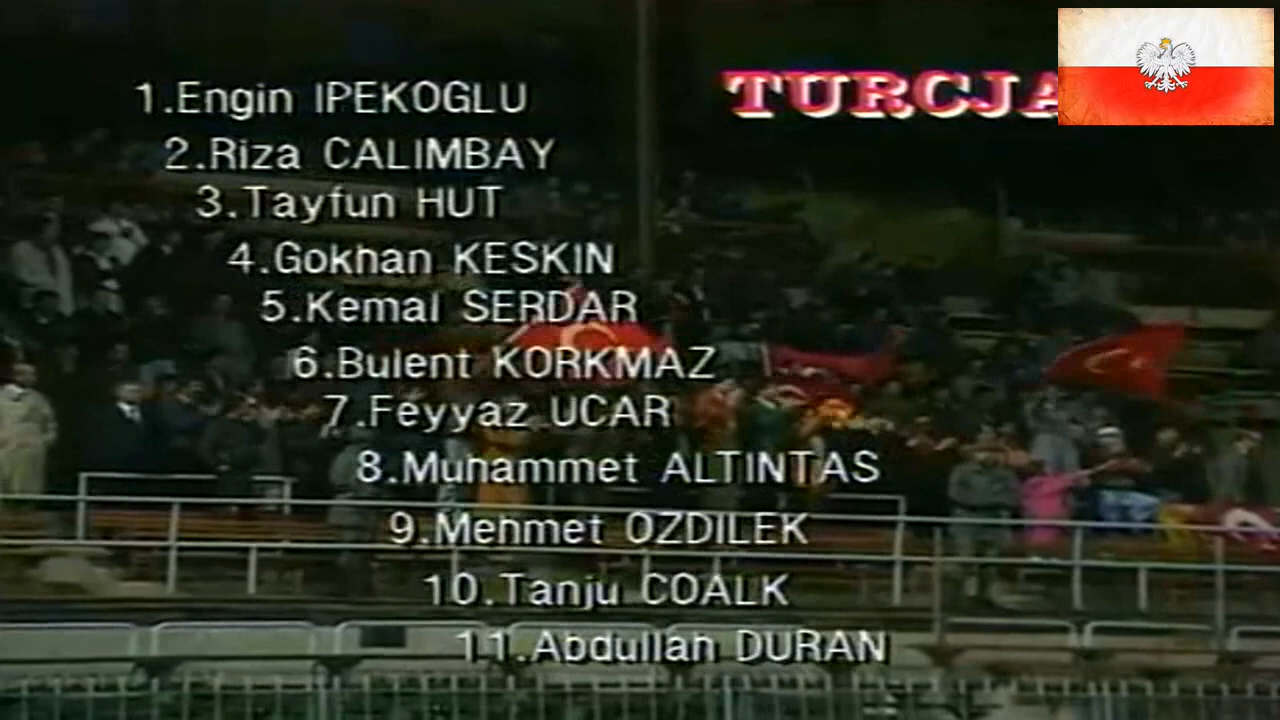 TURCJA
1.Engin IPEKOGLU
2.Riza CALIMBAY
3.Tayfun HUT
4.Gokhan KESKIN
5.Kemal SERDAR
6.Bulent KORKMAZ
7.Feyyaz UCAR
8.Muhammet ALTINTAS
9.Mehmet OZDILEK
10.Tanju COALK
11.Abdullah DURAN